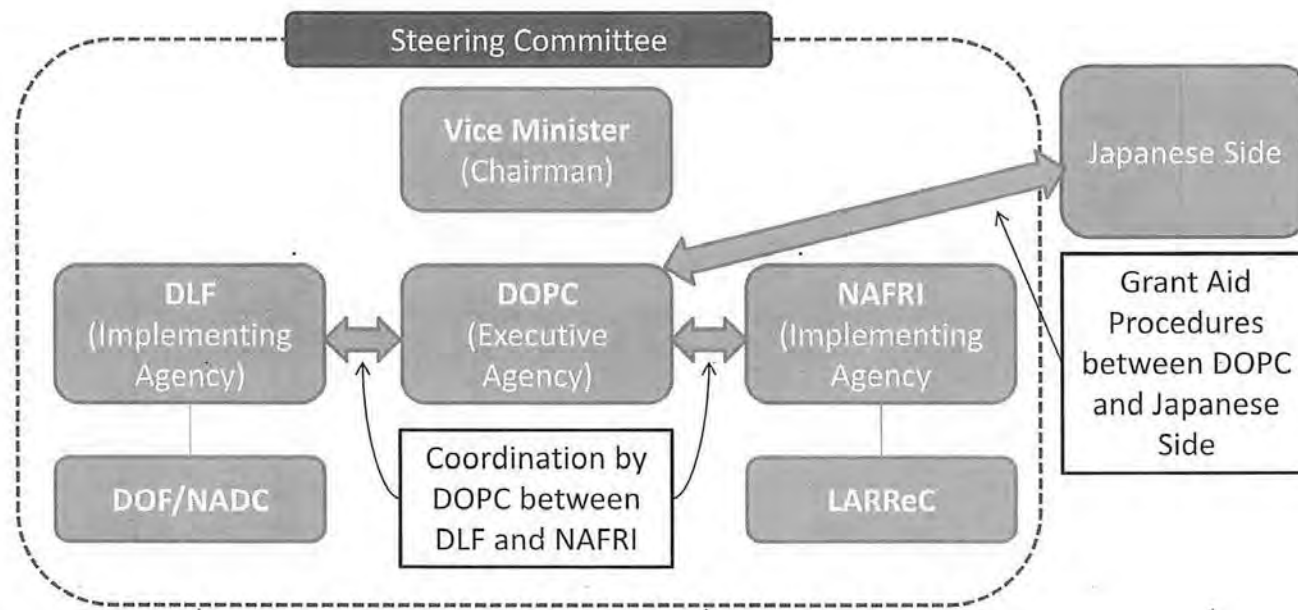 Steering Committee
Vice Minister
(Chairman)
Japanese Side
DLF
(Implementing
Agency)
DOPC
(Executive
Agency)
NAFRI
(Implementing
Agency
Grant Aid
Procedures
between DOPC
and Japanese
Side
DOF/NADC
Coordination by
DOPC between
DLF and NAFRI
LARReC